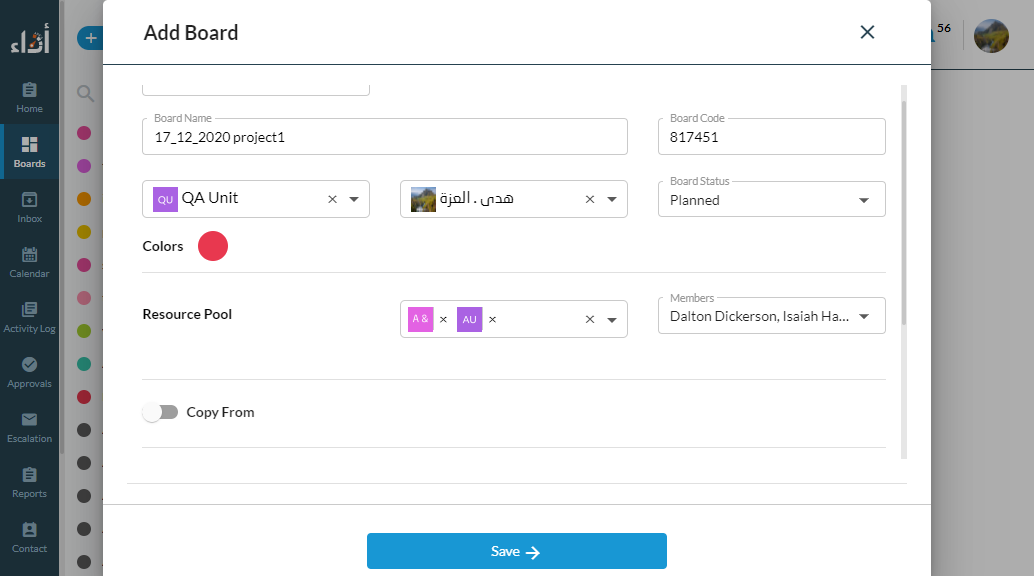 أداء
Home
Boards
Inbox
Calendar
Activity Log
Approvals
Escalation
Reports
Contact
+
56
Add Board
Board Name
17_12_2020 project1
Board Code
817451
QU QA Unit
هدى . العزة
Board Status
Planned
Colors
Resource Pool
A & × AU ×
Members
Dalton Dickerson, Isaiah Ha...
Copy From
Save →